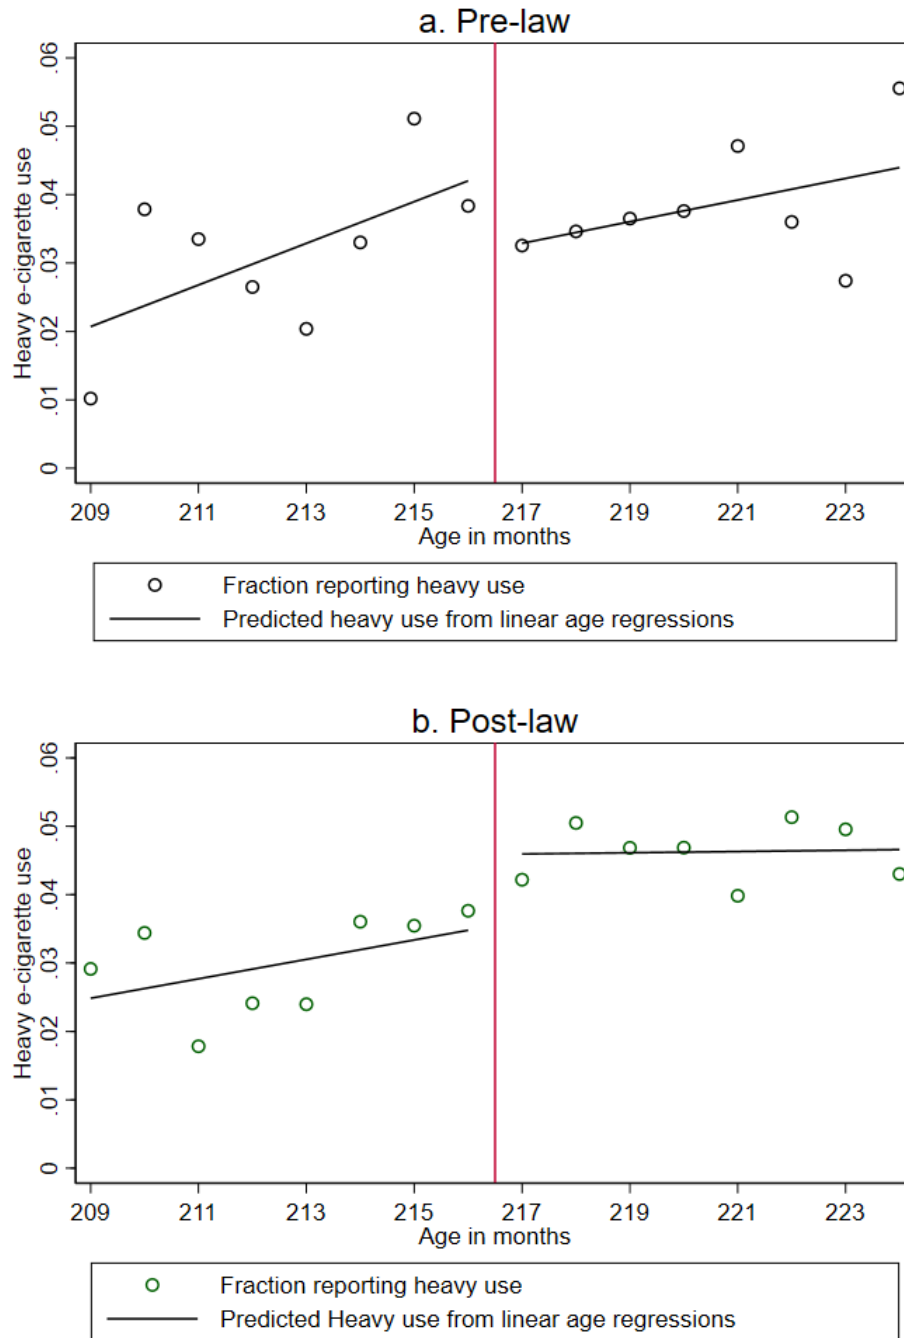 a. Pre-law
Heavy e-cigarette use
.06
.05
.04
.03
.02
.01
0
209 211 213 215 217 219 221 223
Age in months
Fraction reporting heavy use
Predicted heavy use from linear age regressions
b. Post-law
Heavy e-cigarette use
.06
.05
.04
.03
.02
.01
0
209 211 213 215 217 219 221 223
Age in months
Fraction reporting heavy use
Predicted Heavy use from linear age regressions